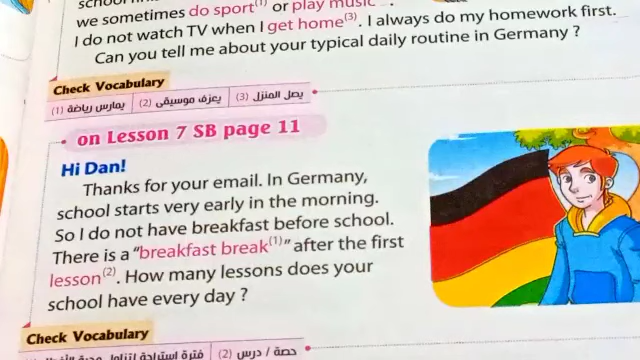 we sometimes do sport(1) or play music
I do not watch TV when I get home(3). I always do my homework first.
Can you tell me about your typical daily routine in Germany ?
Check Vocabulary
(1) يمارس رياضة (2) يعزف موسيقى (3) يصل المنزل
on Lesson 7 SB page 11
Hi Dan!
Thanks for your email. In Germany,
school starts very early in the morning.
So I do not have breakfast before school.
There is a "breakfast break(1)" after the first
lesson(2). How many lessons does your
school have every day ?
Check Vocabulary
(2) حصة / درس